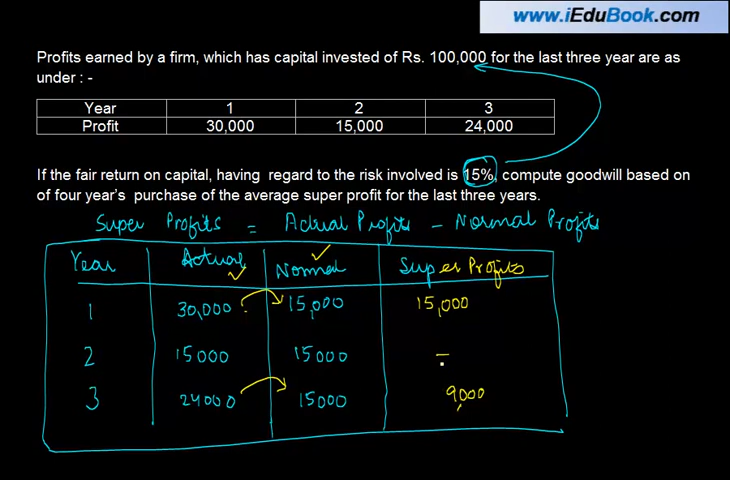 www.iEduBook.com
Profits earned by a firm, which has capital invested of Rs. 100,000 for the last three year are as
under : -
Year 1 2 3
Profit 30,000 15,000 24,000
If the fair return on capital, having regard to the risk involved is 15%, compute goodwill based on
of four year's purchase of the average super profit for the last three years.
Super Profits = Actual Profits - Normal Profits
Year Actual Normal Super Profits
1 30,000 15,000 15,000
2 15000 15000 –
3 24000 15000 9,000